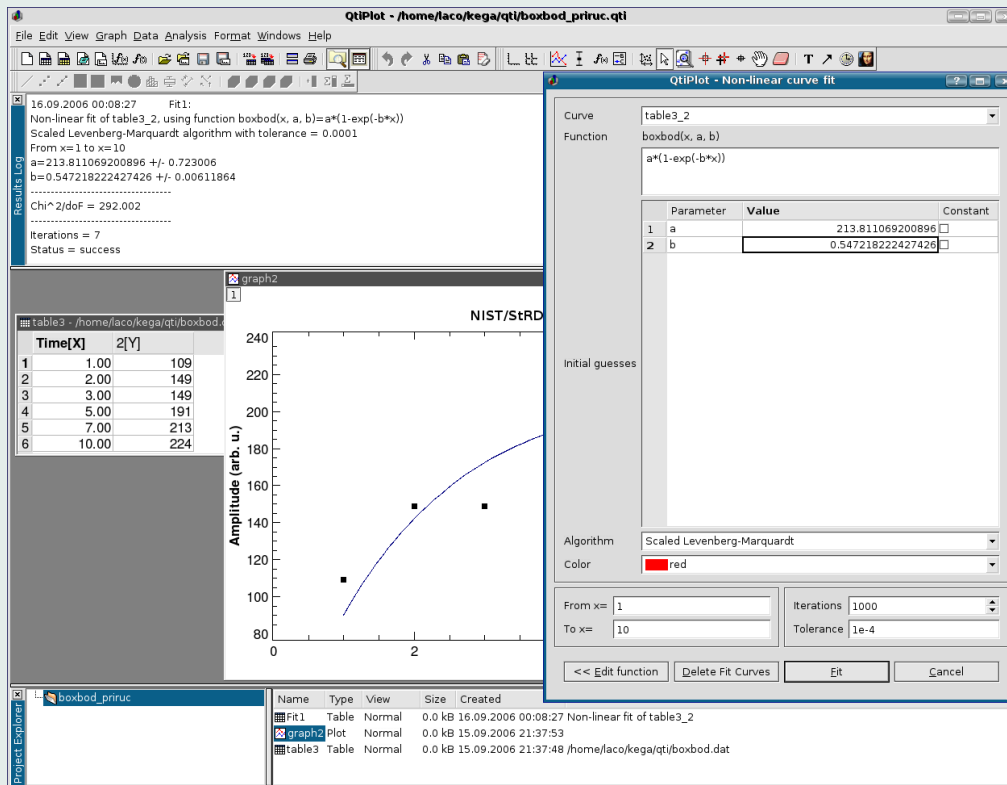 QtiPlot - /home/laco/kega/qti/boxbod_priruc.qti
File Edit View Graph Data Analysis Format Windows Help
Results Log
16.09.2006 00:08:27 Fit1:
Non-linear fit of table3_2, using function boxbod(x, a, b)=a*(1-exp(-b*x))
Scaled Levenberg-Marquardt algorithm with tolerance = 0.0001
From x=1 to x=10
a=213.811069200896 +/- 0.723006
b=0.547218222427426 +/- 0.00611864
-----------------------------------
Chi^2/doF = 292.002
-----------------------------------
Iterations = 7
Status = success
table3 - /home/laco/kega/qti/boxbod.
Time[X] 2[Y]
1 1.00 109
2 2.00 149
3 3.00 149
4 5.00 191
5 7.00 213
6 10.00 224
graph2
1
NIST/StRD
Amplitude (arb. u.)
240
220
200
180
160
140
120
100
80
0 2
QtiPlot - Non-linear curve fit
Curve table3_2
Function boxbod(x, a, b)
a*(1-exp(-b*x))
Initial guesses
Parameter Value Constant
1 a 213.811069200896
2 b 0.547218222427426
Algorithm Scaled Levenberg-Marquardt
Color red
From x= 1
To x= 10
Iterations 1000
Tolerance 1e-4
<< Edit function Delete Fit Curves Fit Cancel
Project Explorer
boxbod_priruc
Name Type View Size Created
Fit1 Table Normal 0.0 kB 16.09.2006 00:08:27 Non-linear fit of table3_2
graph2 Plot Normal 0.0 kB 15.09.2006 21:37:53
table3 Table Normal 0.0 kB 15.09.2006 21:37:48 /home/laco/kega/qti/boxbod.dat